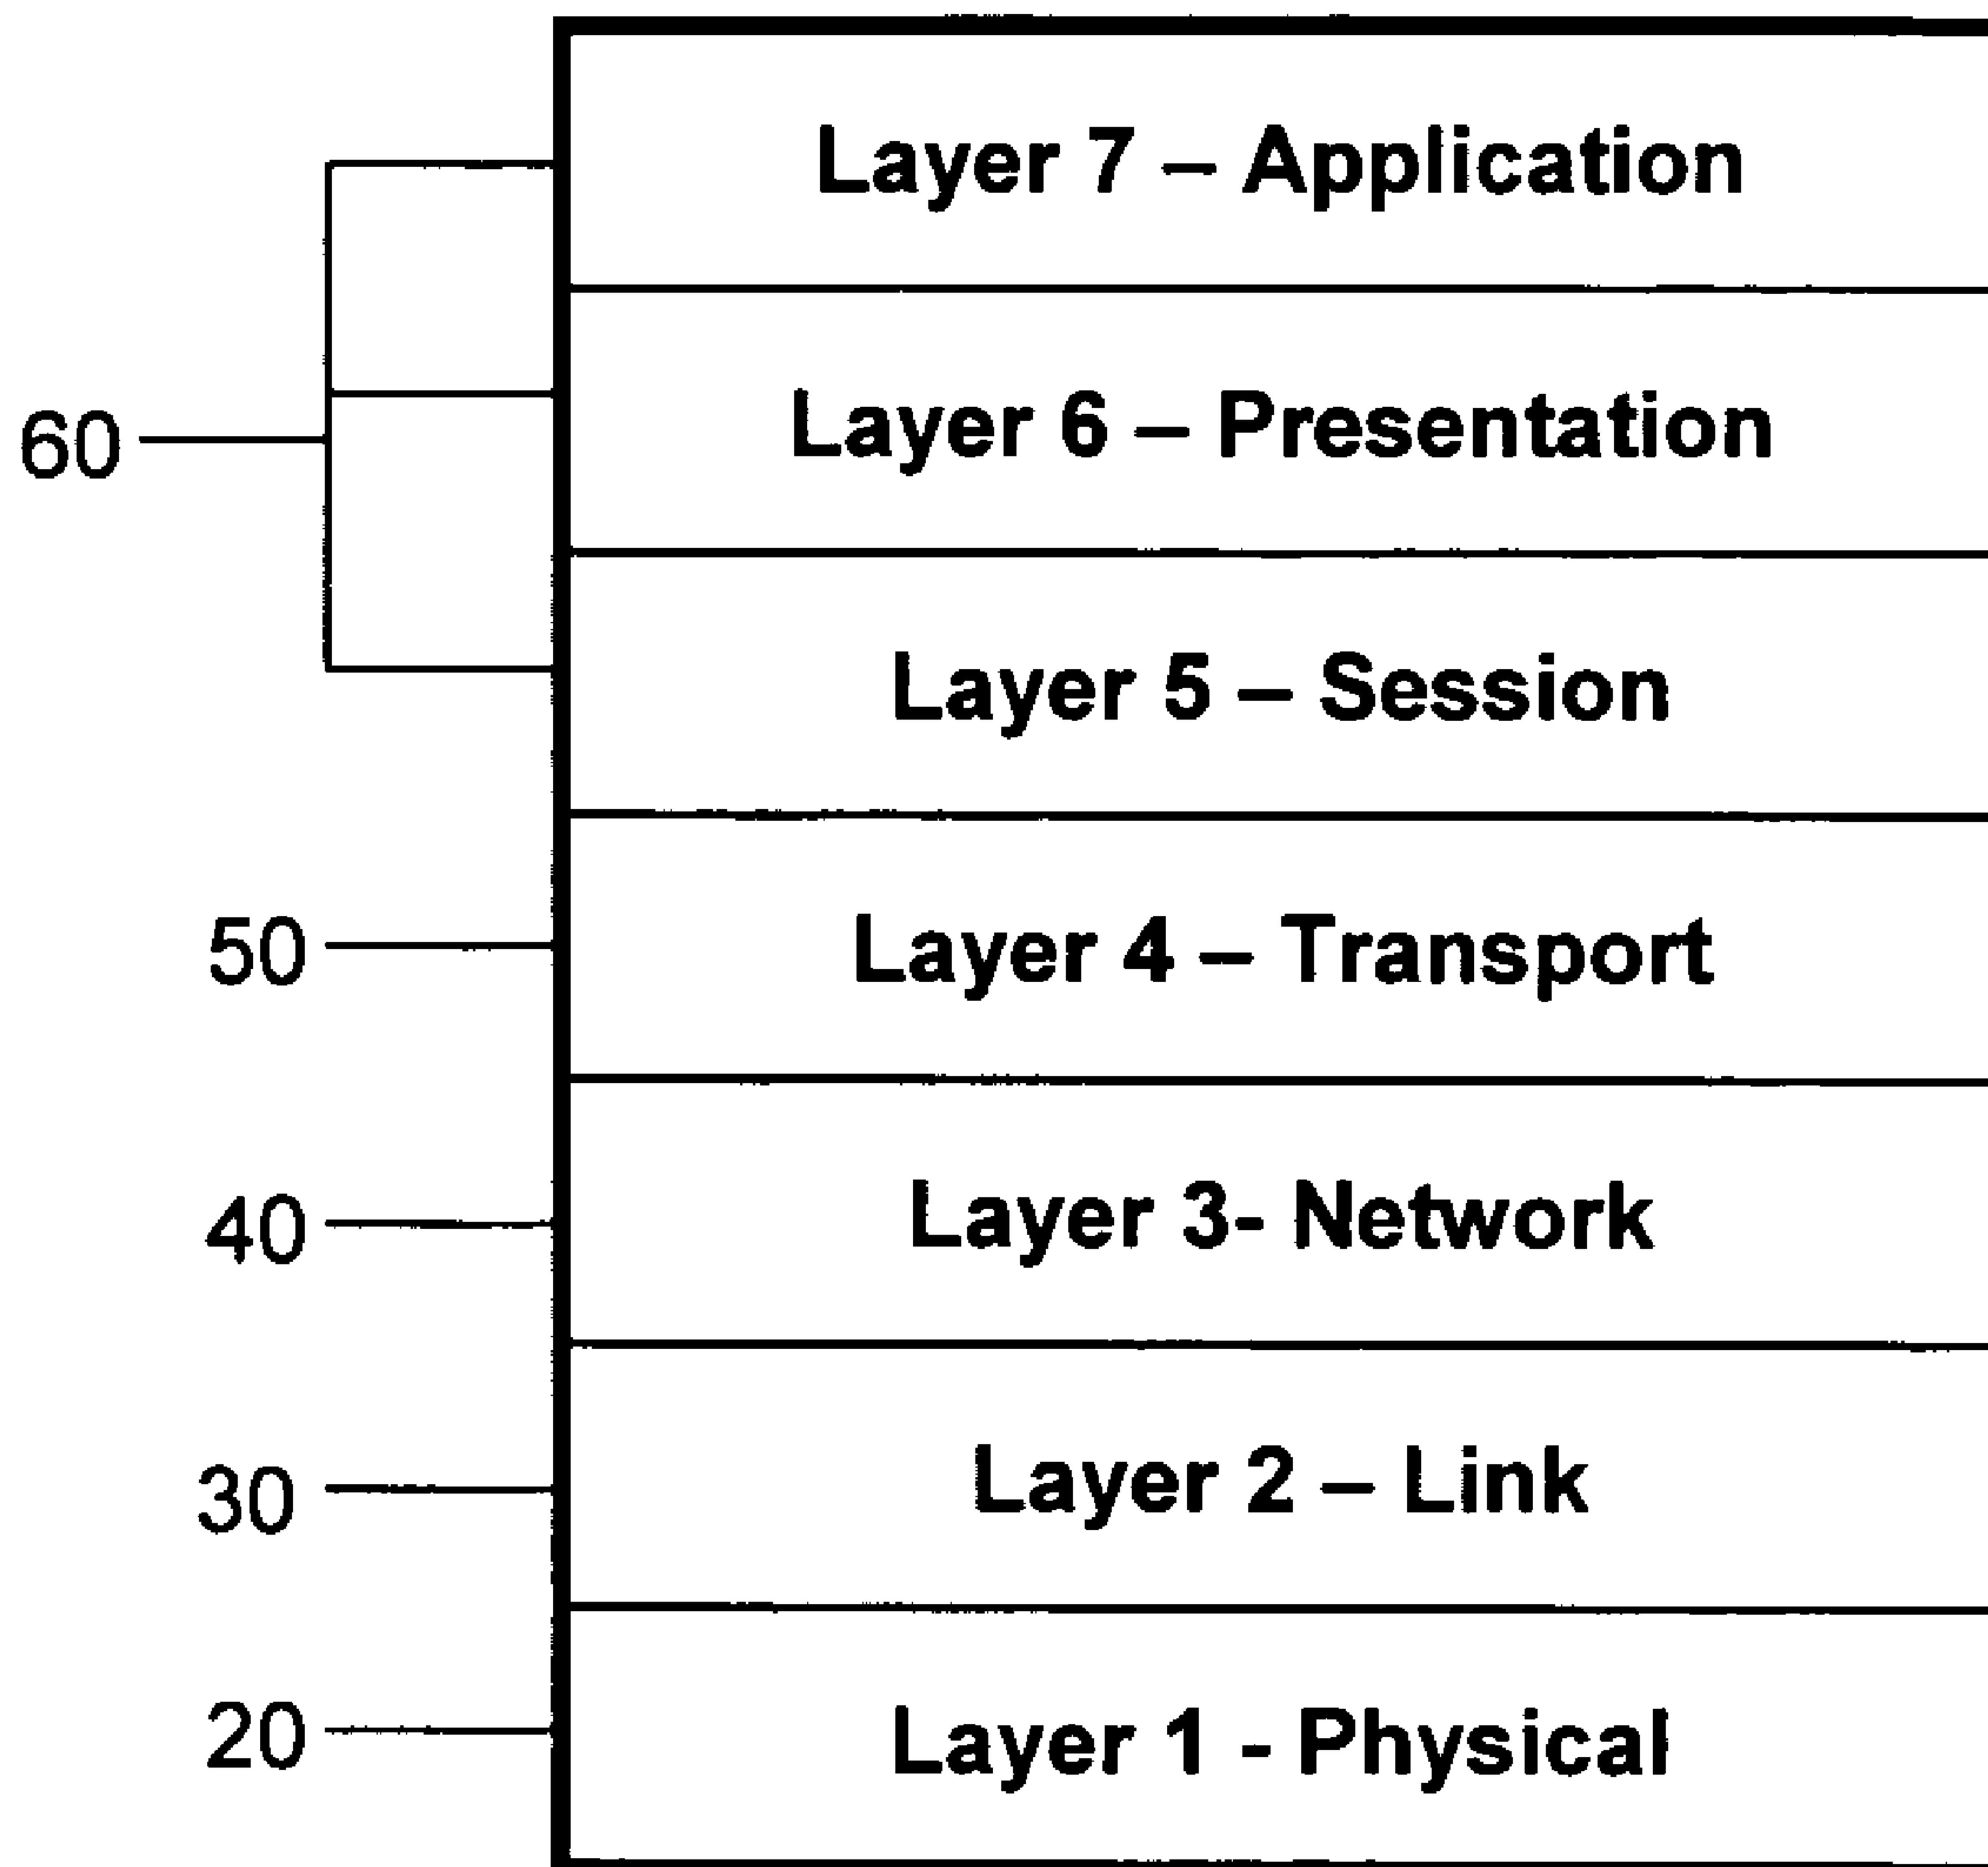 Layer 7 – Application
60
Layer 6 – Presentation
Layer 5 – Session
50
Layer 4 – Transport
40
Layer 3- Network
30
Layer 2 – Link
20
Layer 1 - Physical